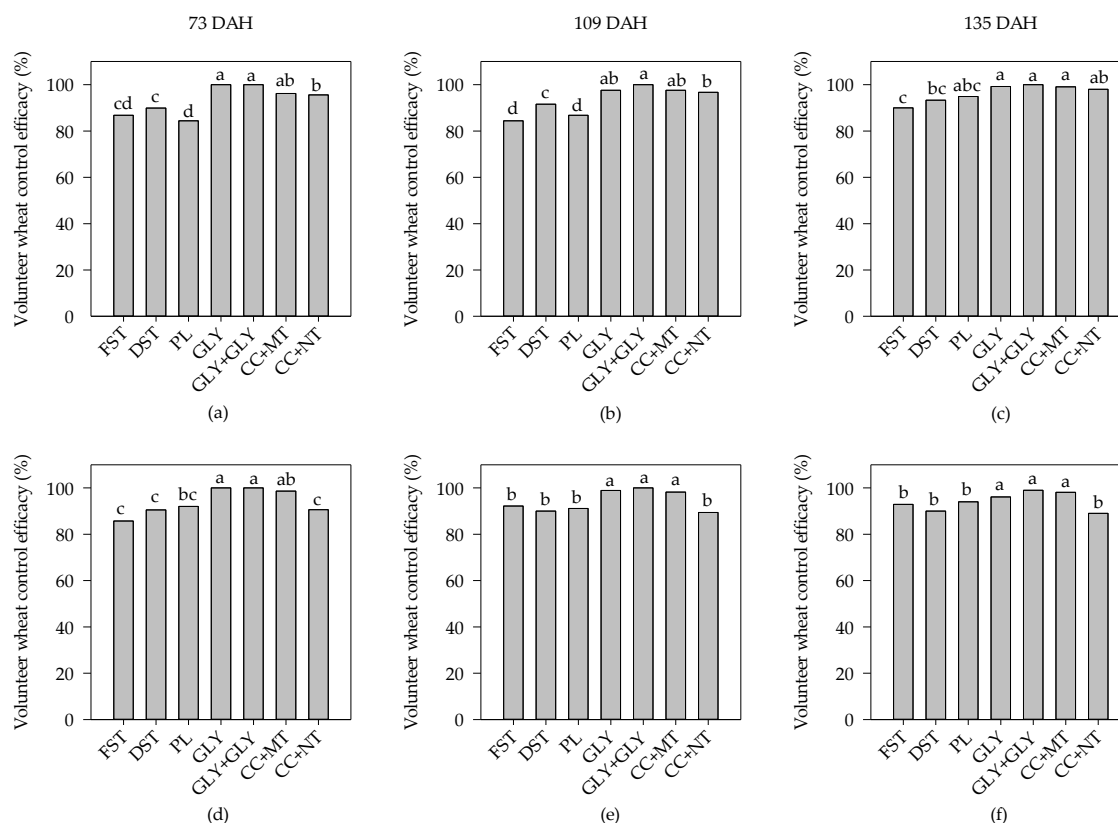 73 DAH
109 DAH
135 DAH
Volunteer wheat control efficacy (%)
100
80
60
40
20
0
cd
c
d
a
a
ab
b
FST
DST
PL
GLY
GLY+GLY
CC+MT
CC+NT
(a)
Volunteer wheat control efficacy (%)
100
80
60
40
20
0
d
c
d
ab
a
ab
b
FST
DST
PL
GLY
GLY+GLY
CC+MT
CC+NT
(b)
Volunteer wheat control efficacy (%)
100
80
60
40
20
0
c
bc
abc
a
a
a
ab
FST
DST
PL
GLY
GLY+GLY
CC+MT
CC+NT
(c)
Volunteer wheat control efficacy (%)
100
80
60
40
20
0
c
c
bc
a
a
ab
c
FST
DST
PL
GLY
GLY+GLY
CC+MT
CC+NT
(d)
Volunteer wheat control efficacy (%)
100
80
60
40
20
0
b
b
b
a
a
a
b
FST
DST
PL
GLY
GLY+GLY
CC+MT
CC+NT
(e)
Volunteer wheat control efficacy (%)
100
80
60
40
20
0
b
b
b
a
a
a
b
FST
DST
PL
GLY
GLY+GLY
CC+MT
CC+NT
(f)